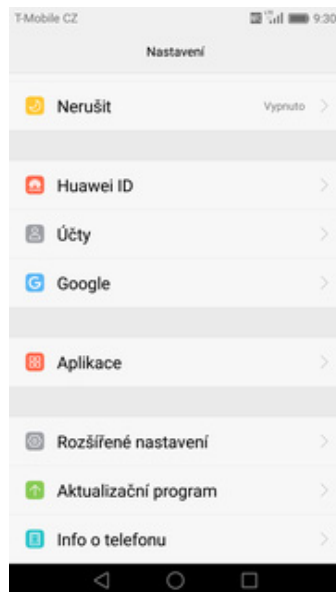 T-Mobile CZ 9:30
Nastavení
Nerušit Vypnuto
Huawei ID
Účty
Google
Aplikace
Rozšířené nastavení
Aktualizační program
Info o telefonu